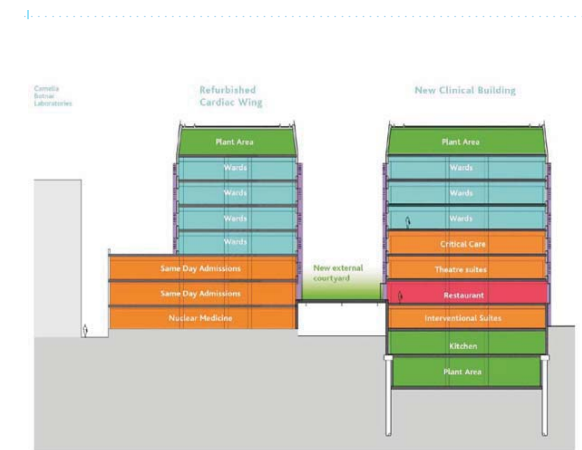 Camelia
Botnar
Laboratories
Refurbished
Cardiac Wing
New Clinical Building
Plant Area
Wards
Wards
Wards
Wards
Same Day Admissions
Same Day Admissions
Nuclear Medicine
New external
courtyard
Plant Area
Wards
Wards
Wards
Critical Care
Theatre suites
Restaurant
Interventional Suites
Kitchen
Plant Area